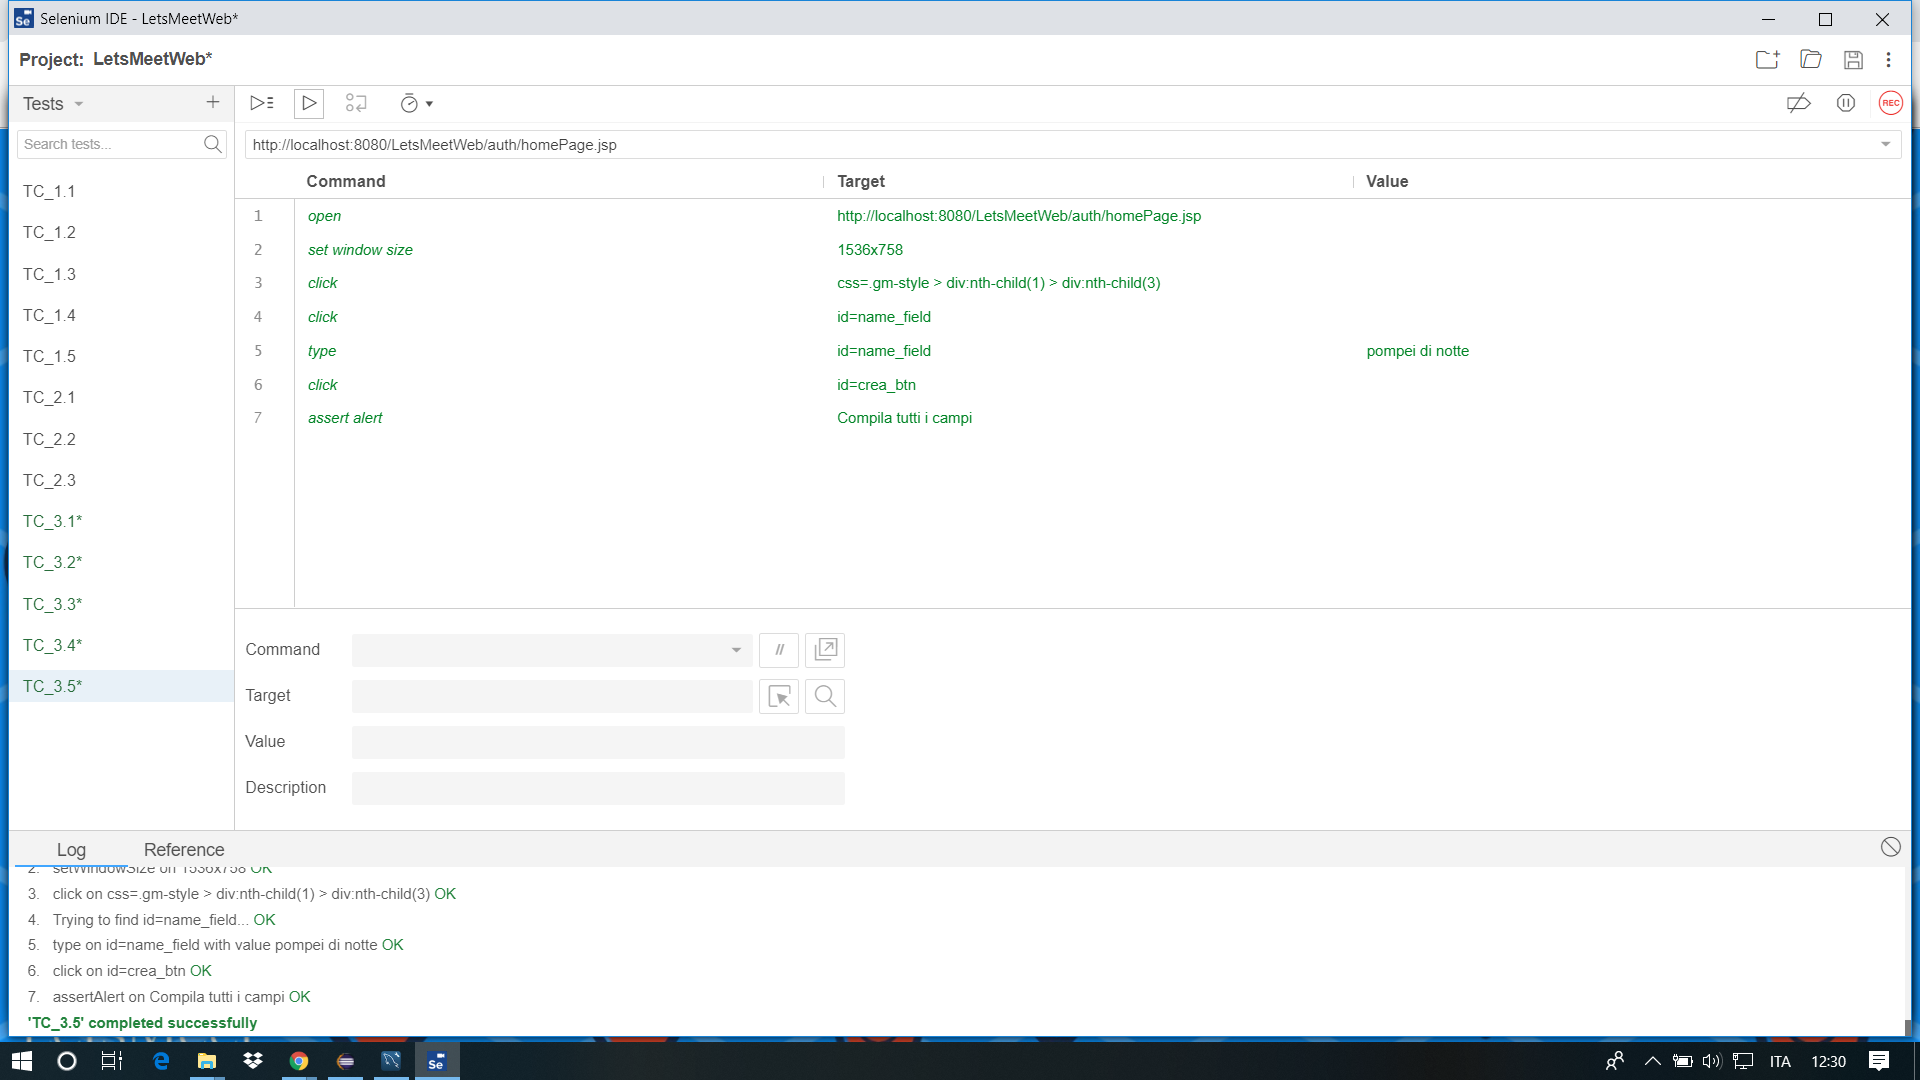 Selenium IDE - LetsMeetWeb*
Project: LetsMeetWeb*
Tests
REC
Search tests...
http://localhost:8080/LetsMeetWeb/auth/homePage.jsp
TC_1.1
TC_1.2
TC_1.3
TC_1.4
TC_1.5
TC_2.1
TC_2.2
TC_2.3
TC_3.1*
TC_3.2*
TC_3.3*
TC_3.4*
TC_3.5*
Command Target Value
1 open http://localhost:8080/LetsMeetWeb/auth/homePage.jsp
2 set window size 1536x758
3 click css=.gm-style > div:nth-child(1) > div:nth-child(3)
4 click id=name_field
5 type id=name_field pompei di notte
6 click id=crea_btn
7 assert alert Compila tutti i campi
Command //
Target
Value
Description
Log Reference
2. setWindowSize on 1536x758 OK
3. click on css=.gm-style > div:nth-child(1) > div:nth-child(3) OK
4. Trying to find id=name_field... OK
5. type on id=name_field with value pompei di notte OK
6. click on id=crea_btn OK
7. assertAlert on Compila tutti i campi OK
'TC_3.5' completed successfully
Se ITA 12:30